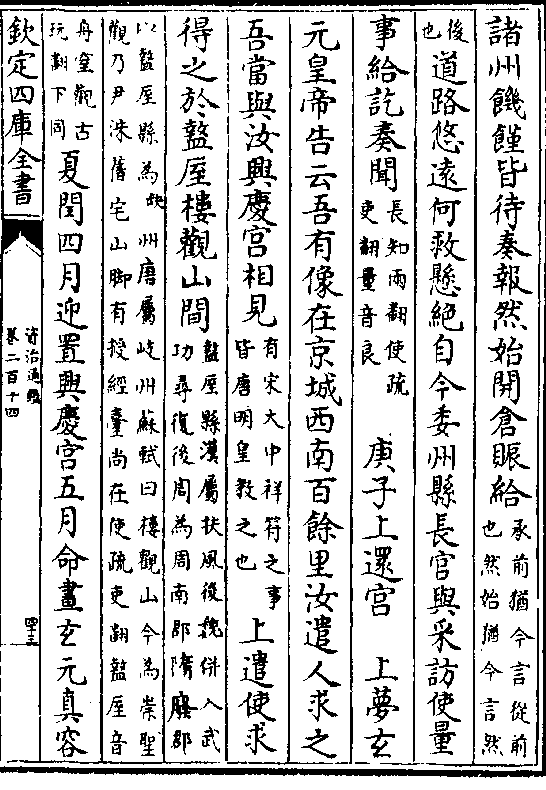 諸州饑饉皆待奏報然始開倉賑給承前猶今言從前也然始猶今言然
後也道路悠遠何救懸絶自今委州縣長官與采訪使量
事給訖奏聞長知兩翻使疏吏翻量音良 庚子上還宫 上夢玄
元皇帝告云吾有像在京城西南百餘里汝遣人求之
吾當與汝興慶宫相見有宋大中祥符之事皆唐明皇教之也上遣使求
得之於盩厔樓觀山間盩厔縣漢屬扶風後魏併入武功尋復後周為周南郡隋廢郡
以盩厔縣為州唐屬岐州蘇軾曰樓觀山今為崇聖觀乃尹洙舊宅山脚有授經臺尚在使疏吏翻盩厔音
舟窒觀古玩翻下同夏閏四月迎置興慶宫五月命畫玄元真容
欽定四庫全書
資治通鑑
卷二百十四